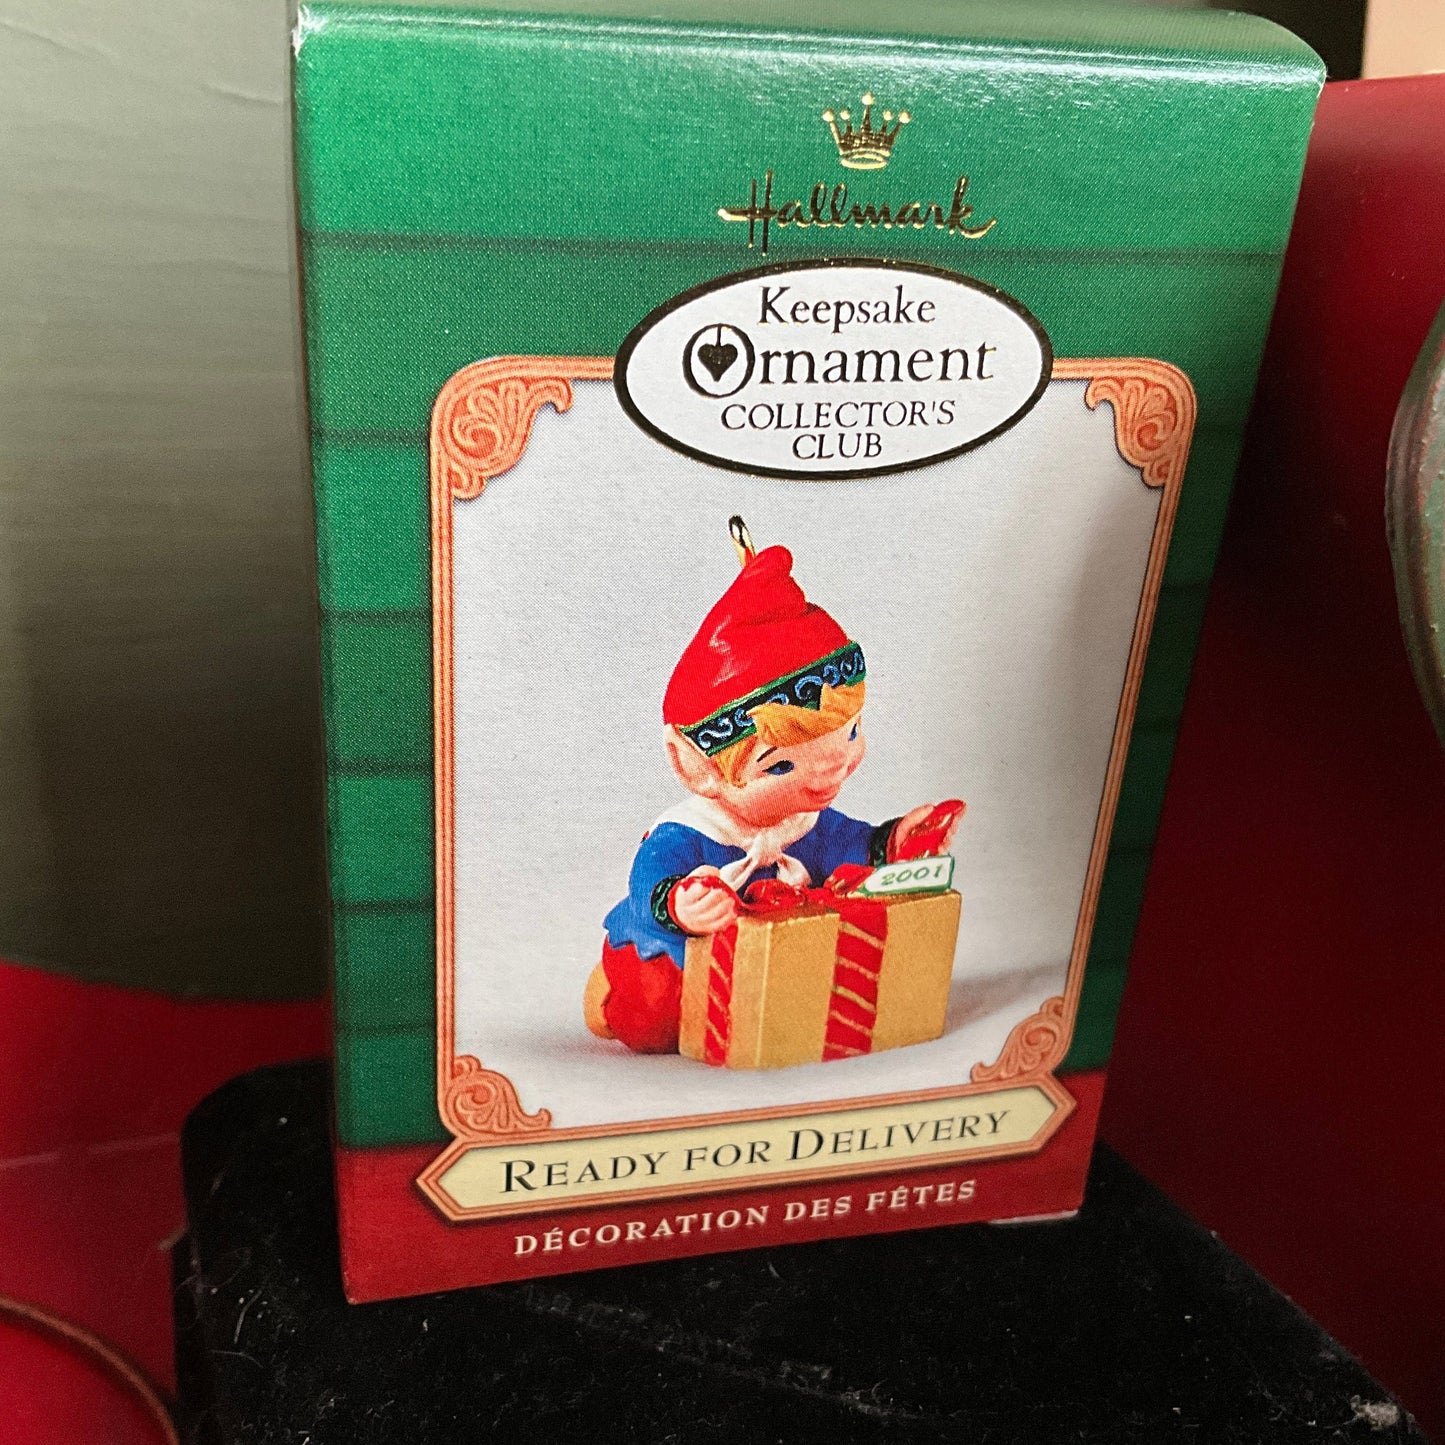 Hallmark
Keepsake
Ornament
COLLECTOR'S
CLUB
2001
READY FOR DELIVERY
DÉCORATION DES FÊTES